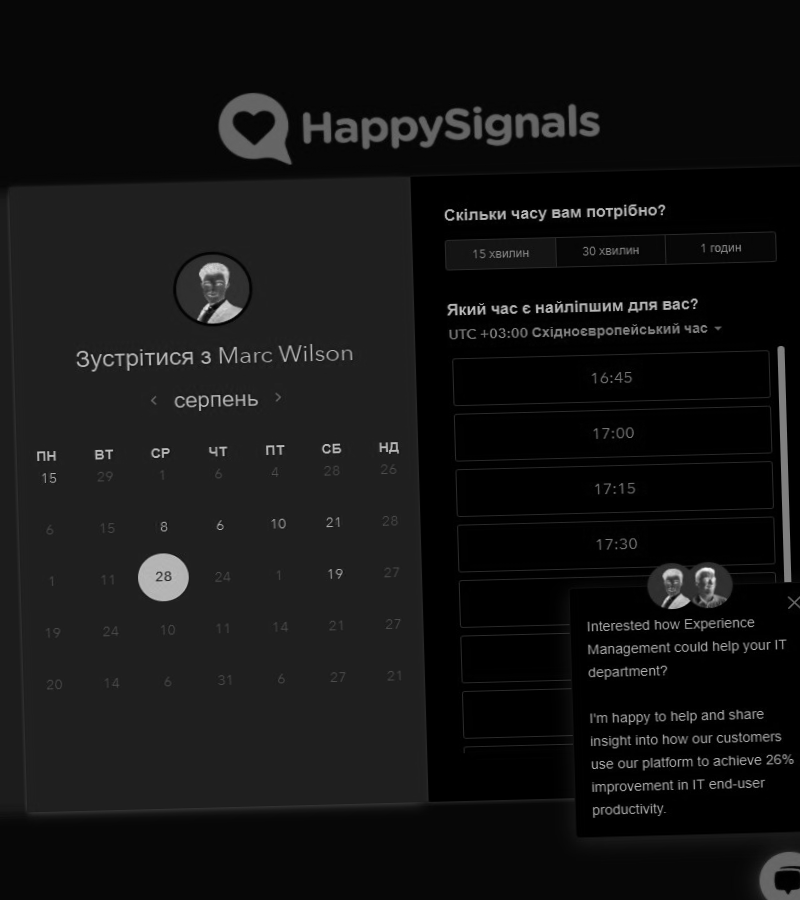 HappySignals
Зустрітися з Marc Wilson
серпень
ПН ВТ СР ЧТ ПТ СБ НД
15 29 1 6 4 28 26
6 15 8 6 10 21 28
1 11 28 24 1 19 27
19 24 10 11 14 21 27
20 14 6 31 6 27 21
Скільки часу вам потрібно?
15 хвилин 30 хвилин 1 годин
Який час є найліпшим для вас?
UTC +03:00 Східноєвропейський час
16:45
17:00
17:15
17:30
Interested how Experience
Management could help your IT
department?
I'm happy to help and share
insight into how our customers
use our platform to achieve 26%
improvement in IT end-user
productivity.